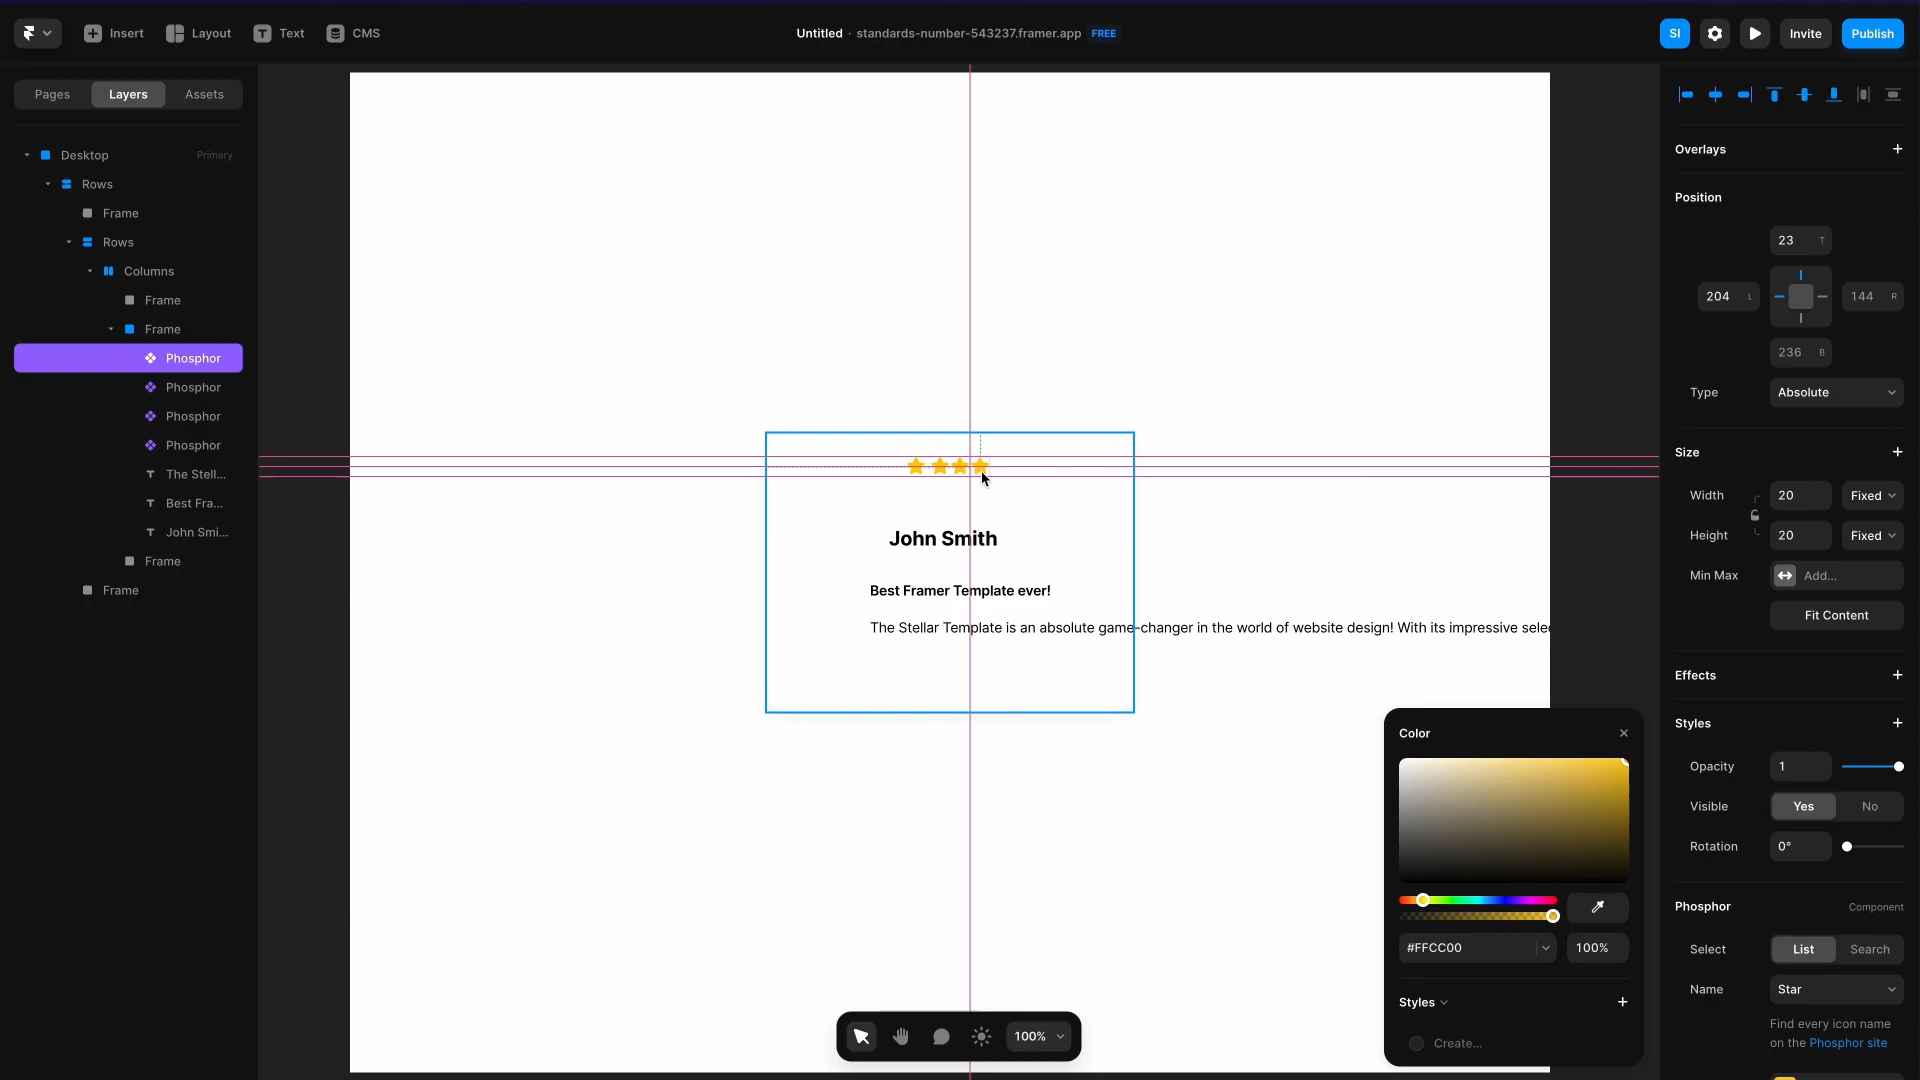 Insert
Layout
Text
CMS
Untitled · standards-number-543237.framer.app FREE
SI
Invite
Publish
Pages
Layers
Assets
Desktop Primary
Rows
Frame
Rows
Columns
Frame
Frame
Phosphor
Phosphor
Phosphor
Phosphor
The Stell...
Best Fra...
John Smi...
Frame
Frame
John Smith
Best Framer Template ever!
The Stellar Template is an absolute game-changer in the world of website design! With its impressive selec
100%
Color
#FFCC00
100%
Styles
Create...
Overlays
Position
23 T
204 L
144 R
236 B
Type Absolute
Size
Width 20 Fixed
Height 20 Fixed
Min Max Add...
Fit Content
Effects
Styles
Opacity 1
Visible Yes No
Rotation 0°
Phosphor Component
Select List Search
Name Star
Find every icon name
on the Phosphor site